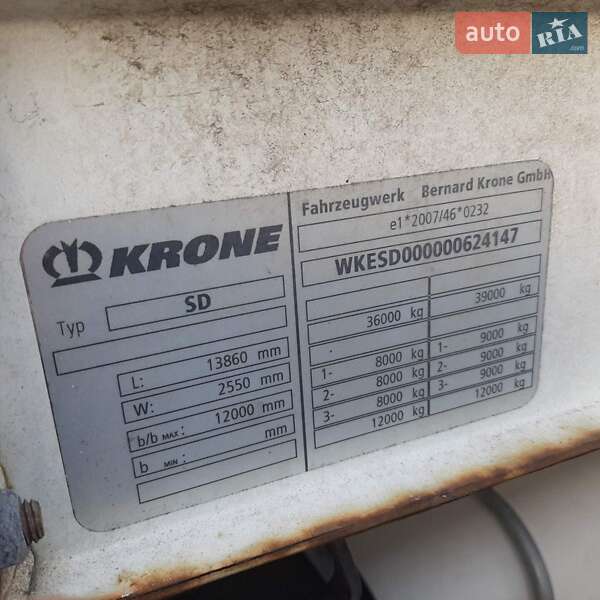 auto RIA.com
KRONE
Typ SD
L: 13860 mm
W: 2550 mm
b/b MAX: 12000 mm
b MIN: mm
Fahrzeugwerk Bernard Krone GmbH
e1*2007/46*0232
WKESD000000624147
36000 kg 39000 kg
1- 8000 kg 1- 9000 kg
2- 8000 kg 2- 9000 kg
3- 8000 kg 3- 9000 kg
12000 kg 12000 kg